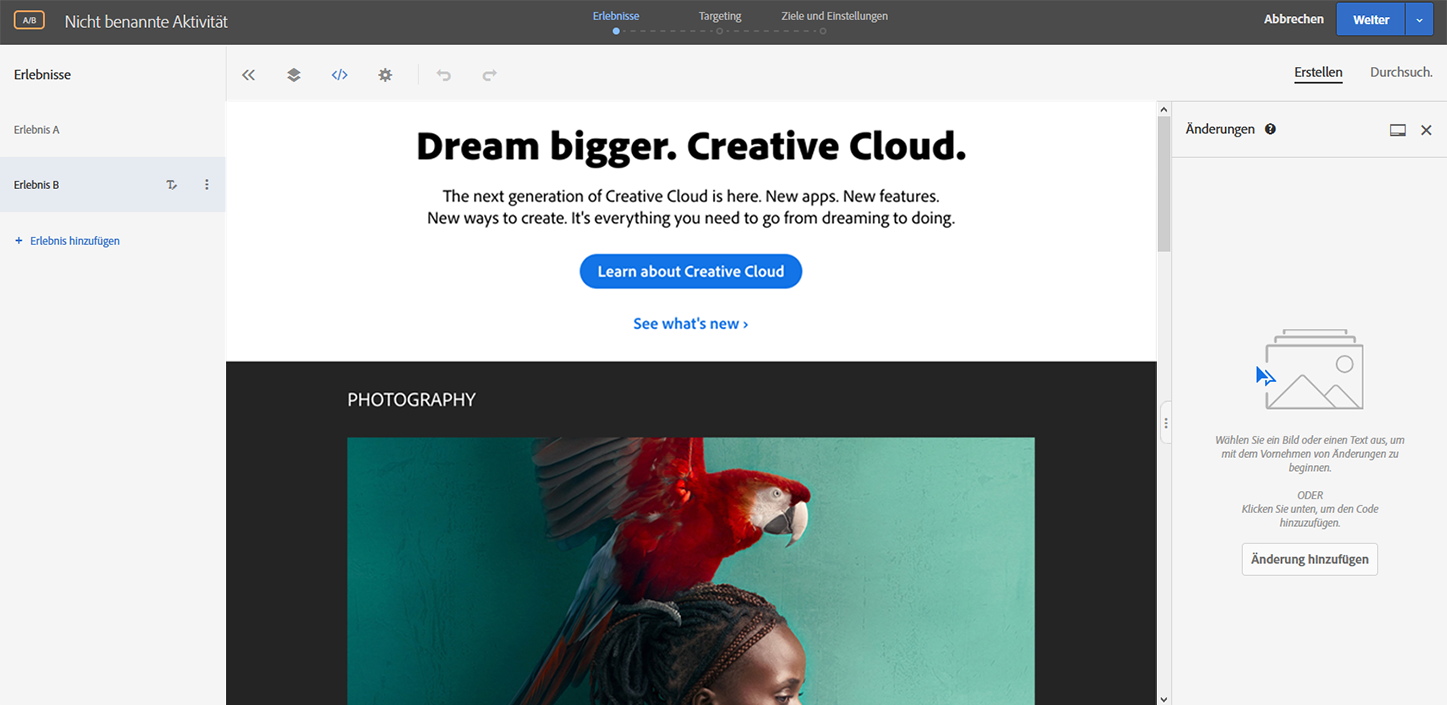 A/B
Nicht benannte Aktivität
Erlebnisse
Targeting
Ziele und Einstellungen
Abbrechen
Weiter
Erlebnisse
Erstellen
Durchsuch.
Erlebnis A
Erlebnis B
+ Erlebnis hinzufügen
Dream bigger. Creative Cloud.
The next generation of Creative Cloud is here. New apps. New features.
New ways to create. It's everything you need to go from dreaming to doing.
Learn about Creative Cloud
See what's new ›
PHOTOGRAPHY
Änderungen
Wählen Sie ein Bild oder einen Text aus, um
mit dem Vornehmen von Änderungen zu
beginnen.
ODER
Klicken Sie unten, um den Code
hinzuzufügen.
Änderung hinzufügen